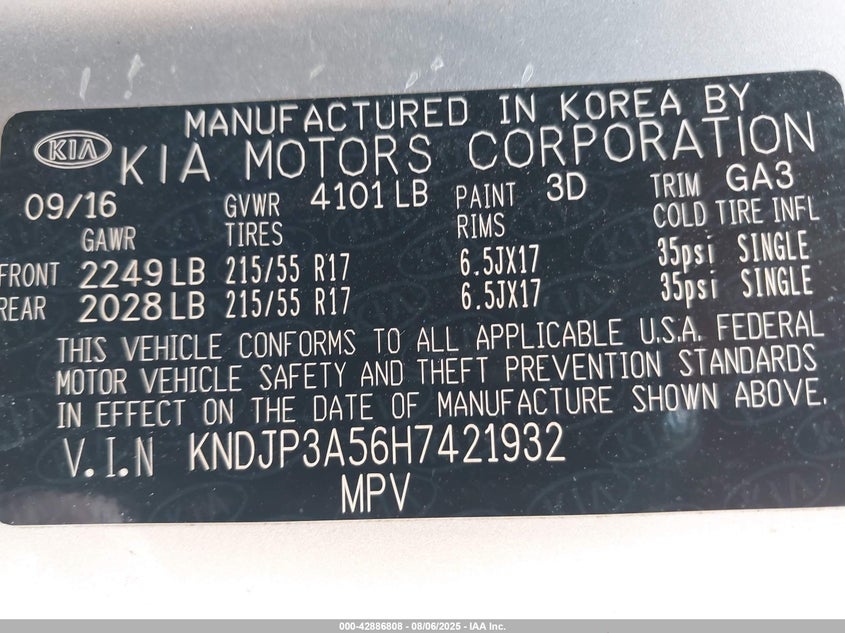 MANUFACTURED IN KOREA BY
KIA KIA MOTORS CORPORATION
09/16 GVWR 4101 LB PAINT 3D TRIM GA3
GAWR TIRES RIMS COLD TIRE INFL
FRONT 2249 LB 215/55 R17 6.5JX17 35psi SINGLE
REAR 2028 LB 215/55 R17 6.5JX17 35psi SINGLE
THIS VEHICLE CONFORMS TO ALL APPLICABLE U.S.A. FEDERAL
MOTOR VEHICLE SAFETY AND THEFT PREVENTION STANDARDS
IN EFFECT ON THE DATE OF MANUFACTURE SHOWN ABOVE.
V.I.N KNDJP3A56H7421932
MPV
000-42886808 - 08/06/2025 - IAA Inc.